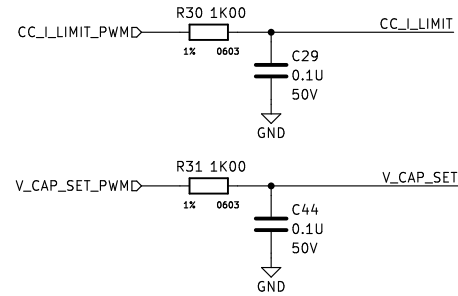 R30 1K00
CC_I_LIMIT_PWM
CC_I_LIMIT
1% 0603
C29
0.1U
50V
GND
R31 1K00
V_CAP_SET_PWM
V_CAP_SET
1% 0603
C44
0.1U
50V
GND